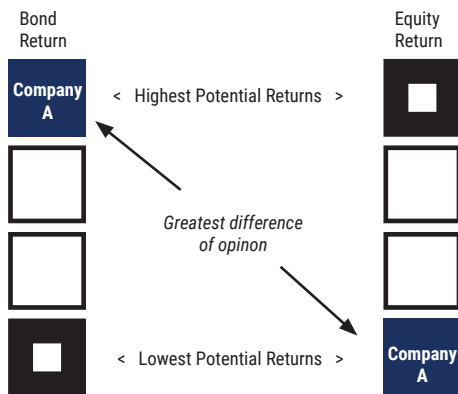 Bond
Return
Equity
Return
Company
A
< Highest Potential Returns >
Greatest difference
of opinon
< Lowest Potential Returns >
Company
A